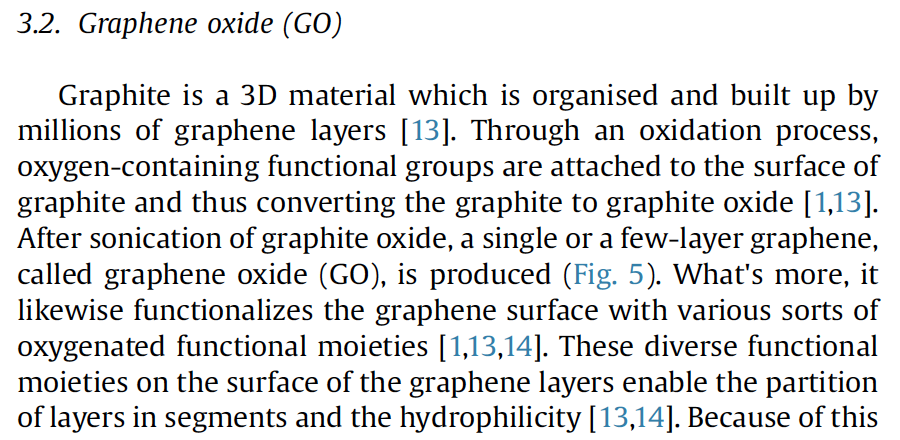 3.2. Graphene oxide (GO)
Graphite is a 3D material which is organised and built up by
millions of graphene layers [13]. Through an oxidation process,
oxygen-containing functional groups are attached to the surface of
graphite and thus converting the graphite to graphite oxide [1,13].
After sonication of graphite oxide, a single or a few-layer graphene,
called graphene oxide (GO), is produced (Fig. 5). What's more, it
likewise functionalizes the graphene surface with various sorts of
oxygenated functional moieties [1,13,14]. These diverse functional
moieties on the surface of the graphene layers enable the partition
of layers in segments and the hydrophilicity [13,14]. Because of this